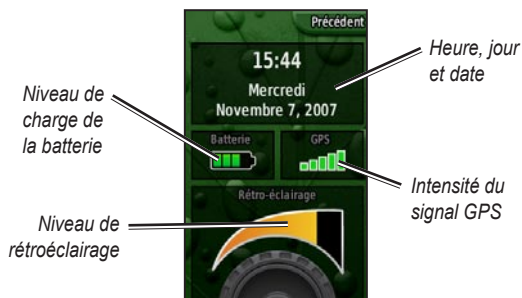 Précédent
15:44
Mercredi
Novembre 7, 2007
Batterie
GPS
Rétro-éclairage
Heure, jour
et date
Niveau de
charge de
la batterie
Intensité du
signal GPS
Niveau de
rétroéclairage